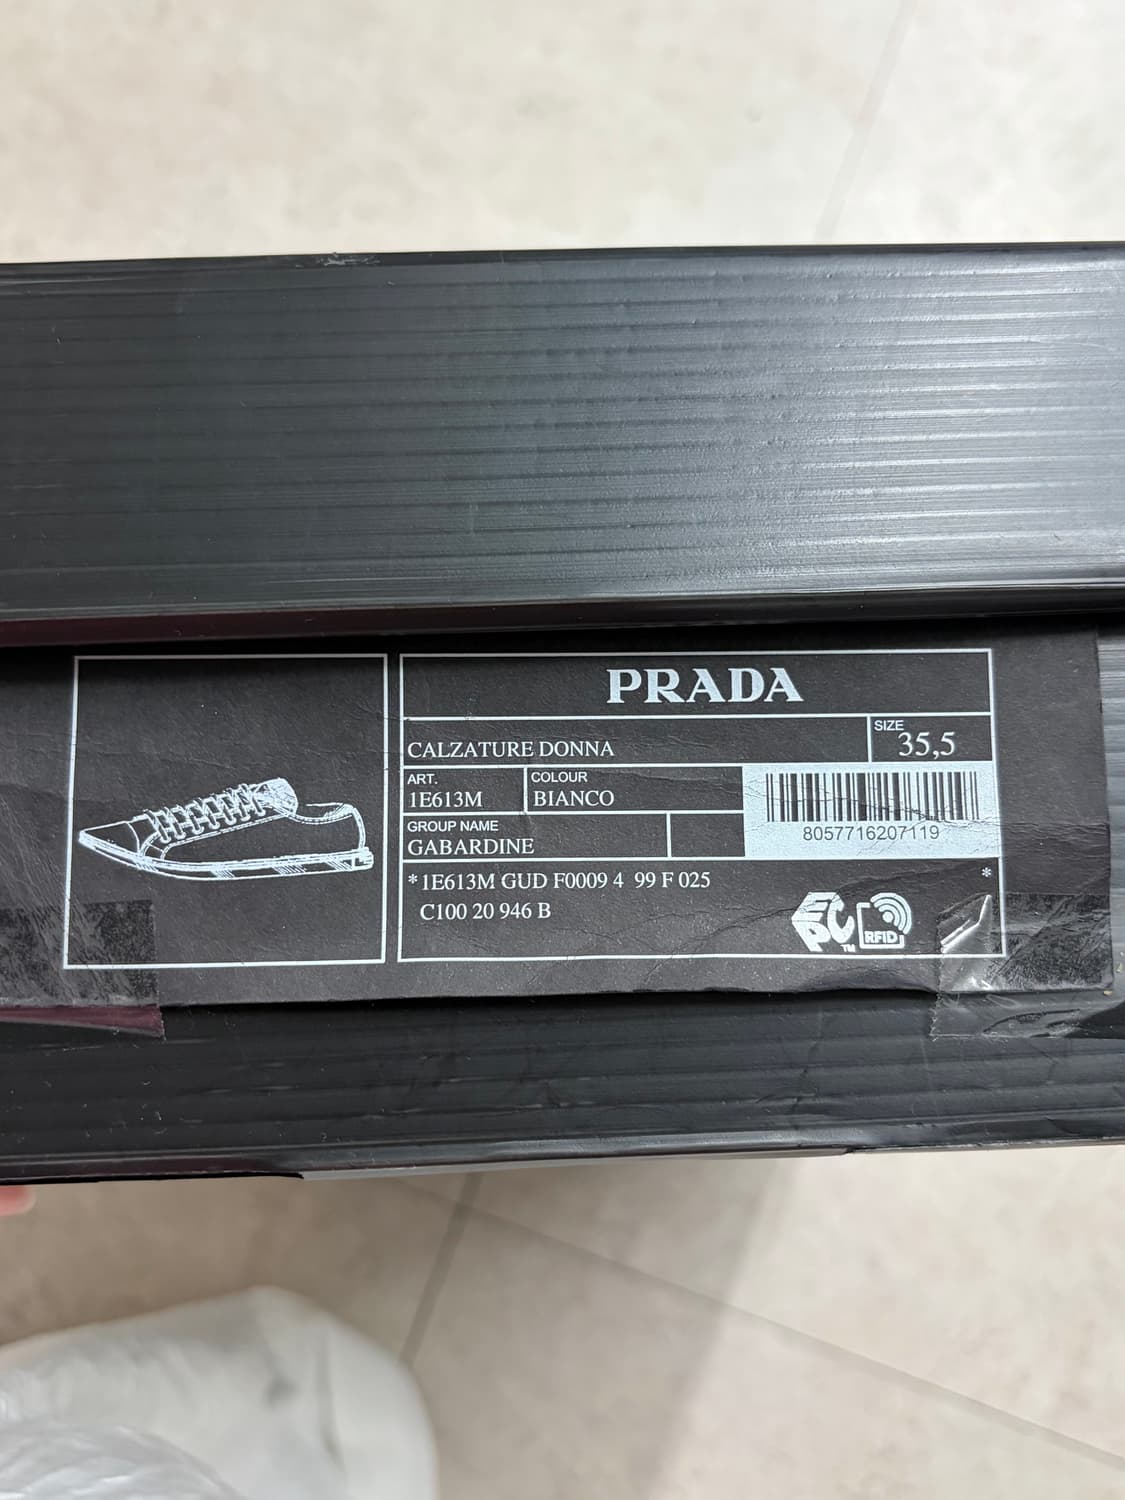 PRADA
CALZATURE DONNA
SIZE
35,5
ART.
1E613M
COLOUR
BIANCO
8057716207119
GROUP NAME
GABARDINE
*1E613M GUD F0009 4 99 F 025 *
C100 20 946 B
EPC™
RFID